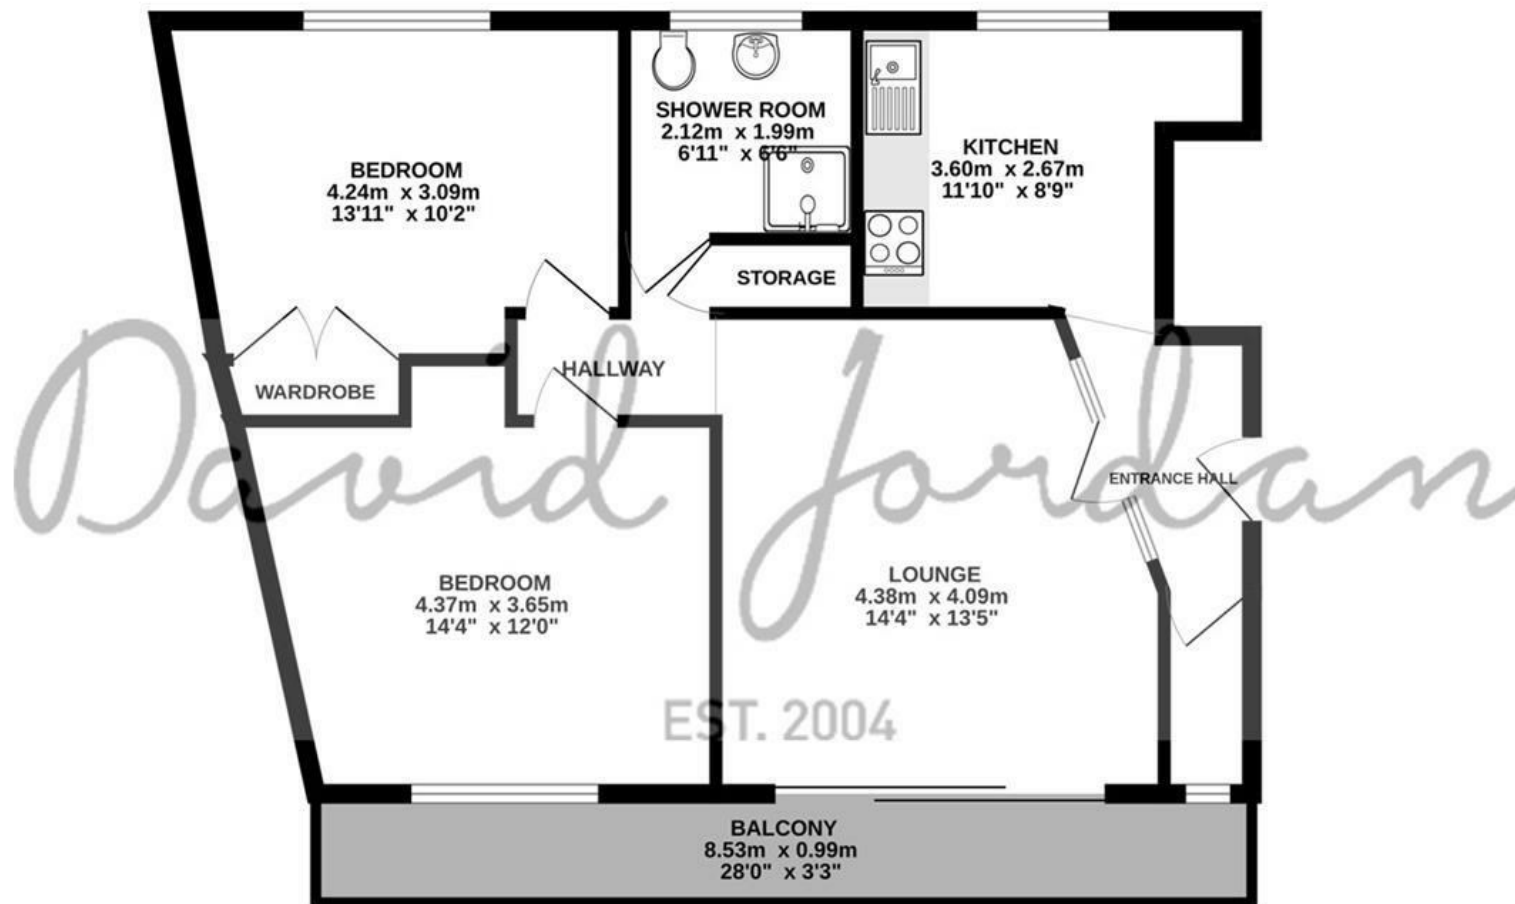 BEDROOM
4.24m x 3.09m
13'11" x 10'2"
SHOWER ROOM
2.12m x 1.99m
6'11" x 6'6"
KITCHEN
3.60m x 2.67m
11'10" x 8'9"
STORAGE
HALLWAY
WARDROBE
David Jordan
ENTRANCE HALL
BEDROOM
4.37m x 3.65m
14'4" x 12'0"
LOUNGE
4.38m x 4.09m
14'4" x 13'5"
EST. 2004
BALCONY
8.53m x 0.99m
28'0" x 3'3"